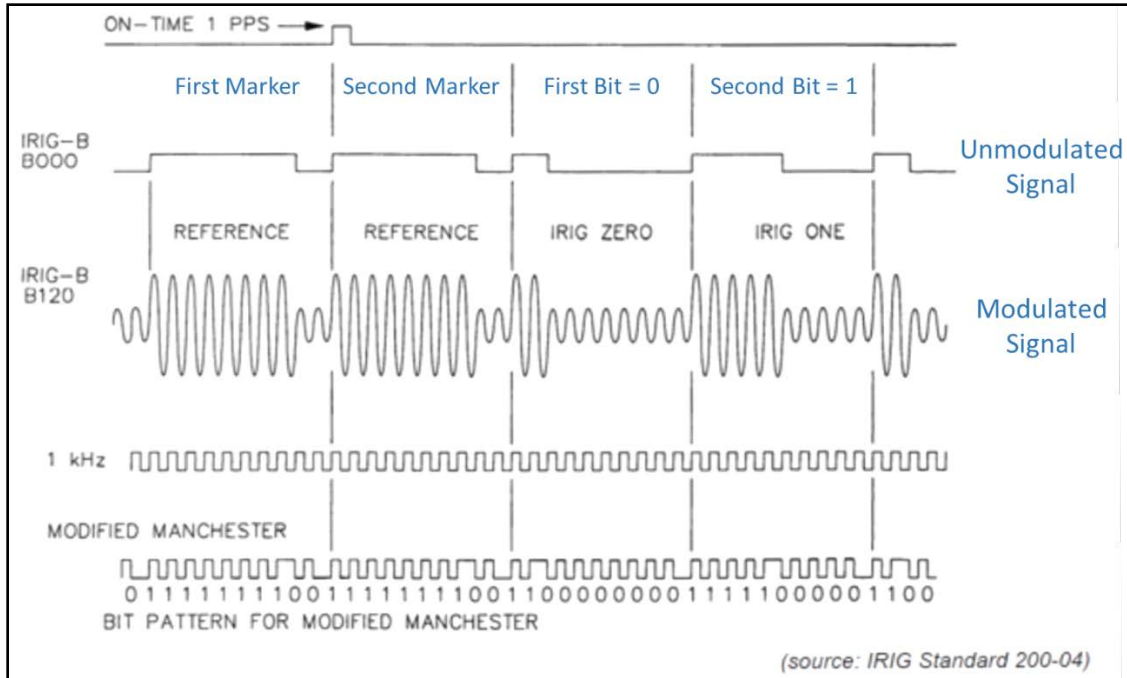 ON-TIME 1 PPS
First Marker Second Marker First Bit = 0 Second Bit = 1
IRIG-B
B000
Unmodulated
Signal
REFERENCE REFERENCE IRIG ZERO IRIG ONE
IRIG-B
B120
Modulated
Signal
1 kHz
MODIFIED MANCHESTER
0 1 1 1 1 1 1 1 1 0 0 1 1 1 1 1 1 1 1 0 0 1 1 0 0 0 0 0 0 0 0 1 1 1 1 1 0 0 0 0 0 1 1 0 0
BIT PATTERN FOR MODIFIED MANCHESTER
(source: IRIG Standard 200-04)